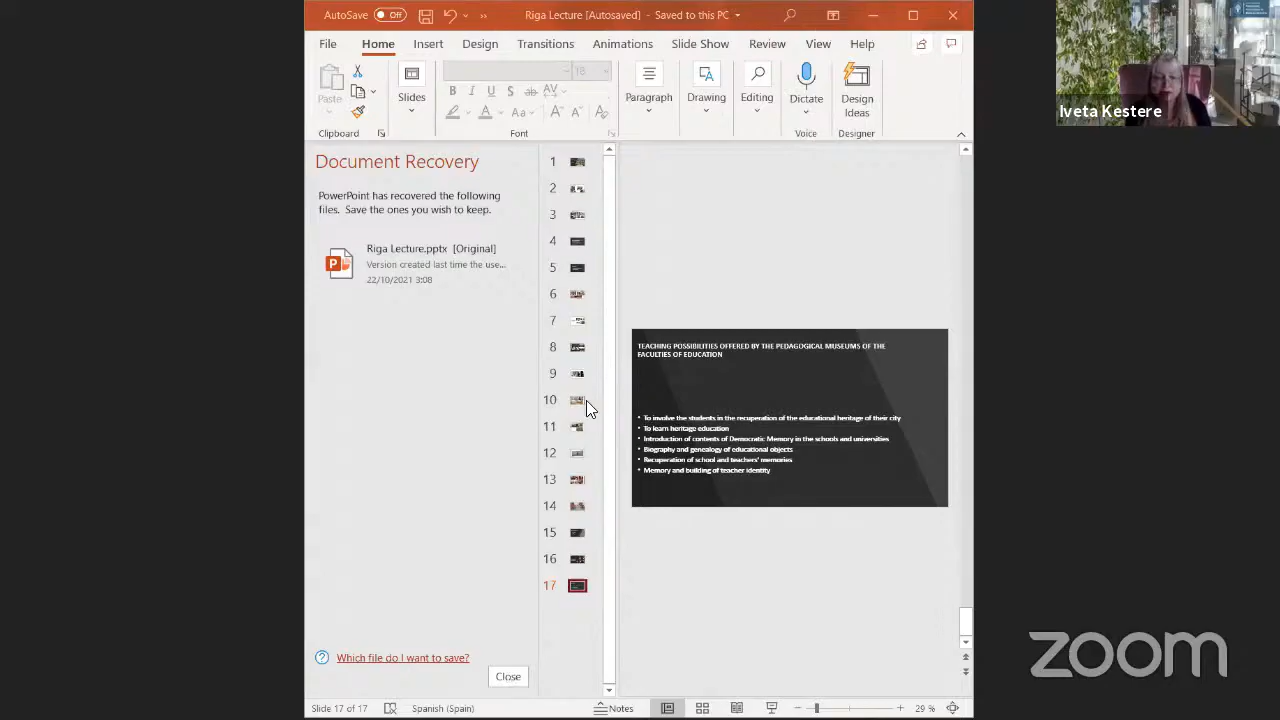 AutoSave Off Riga Lecture [Autosaved] - Saved to this PC
File Home Insert Design Transitions Animations Slide Show Review View Help
Paste Slides 18 Paragraph Drawing Editing Dictate Design Ideas
B I U S ab AV
A Aa A A A
Clipboard Font Voice Designer
Iveta Kestere
Document Recovery
PowerPoint has recovered the following
files. Save the ones you wish to keep.
Riga Lecture.pptx [Original]
Version created last time the use...
22/10/2021 3:08
Which file do I want to save?
Close
1
2
3
4
5
6
7
8
9
10
11
12
13
14
15
16
17
TEACHING POSSIBILITIES OFFERED BY THE PEDAGOGICAL MUSEUMS OF THE
FACULTIES OF EDUCATION
• To involve the students in the recuperation of the educational heritage of their city
• To learn heritage education
• Introduction of contents of Democratic Memory in the schools and universities
• Biography and genealogy of educational objects
• Recuperation of school and teachers' memories
• Memory and building of teacher identity
zoom
Slide 17 of 17 Spanish (Spain) Notes 29 %